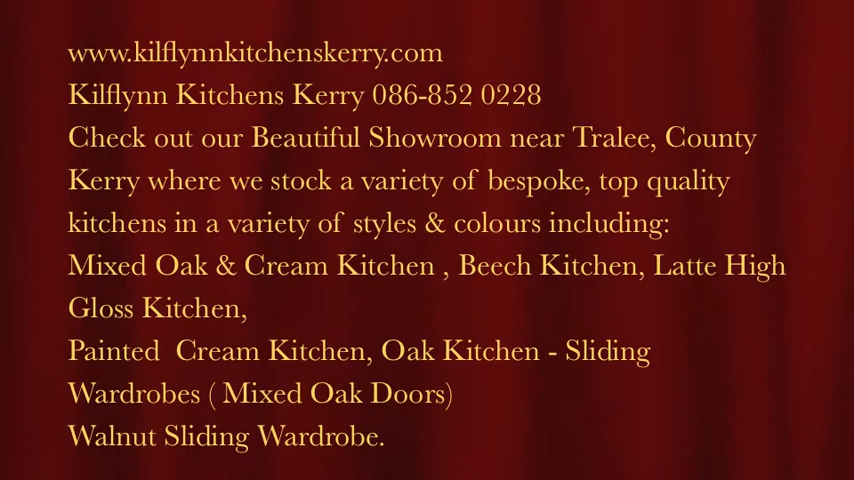 www.kilflynnkitchenskerry.com
Kilflynn Kitchens Kerry 086-852 0228
Check out our Beautiful Showroom near Tralee, County
Kerry where we stock a variety of bespoke, top quality
kitchens in a variety of styles & colours including:
Mixed Oak & Cream Kitchen , Beech Kitchen, Latte High
Gloss Kitchen,
Painted  Cream Kitchen, Oak Kitchen - Sliding
Wardrobes ( Mixed Oak Doors)
Walnut Sliding Wardrobe.